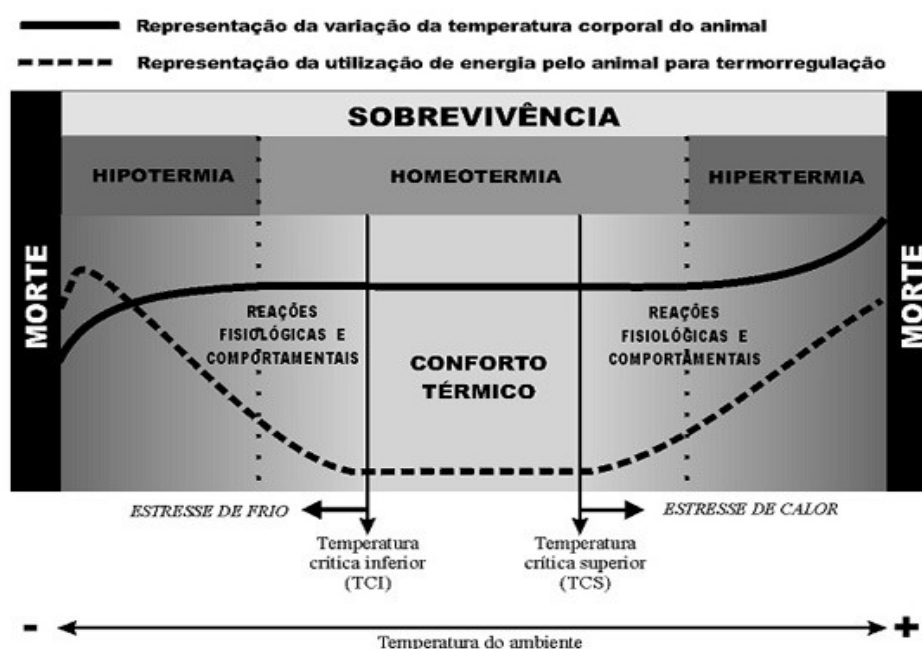 Representação da variação da temperatura corporal do animal
Representação da utilização de energia pelo animal para termorregulação
SOBREVIVÊNCIA
HIPOTERMIA
HOMEOTERMIA
HIPERTERMIA
MORTE
MORTE
REAÇÕES
FISIOLÓGICAS E
COMPORTAMENTAIS
CONFORTO
TÉRMICO
REAÇÕES
FISIOLÓGICAS E
COMPORTAMENTAIS
ESTRESSE DE FRIO
ESTRESSE DE CALOR
Temperatura
crítica inferior
(TCI)
Temperatura
crítica superior
(TCS)
- +
Temperatura do ambiente